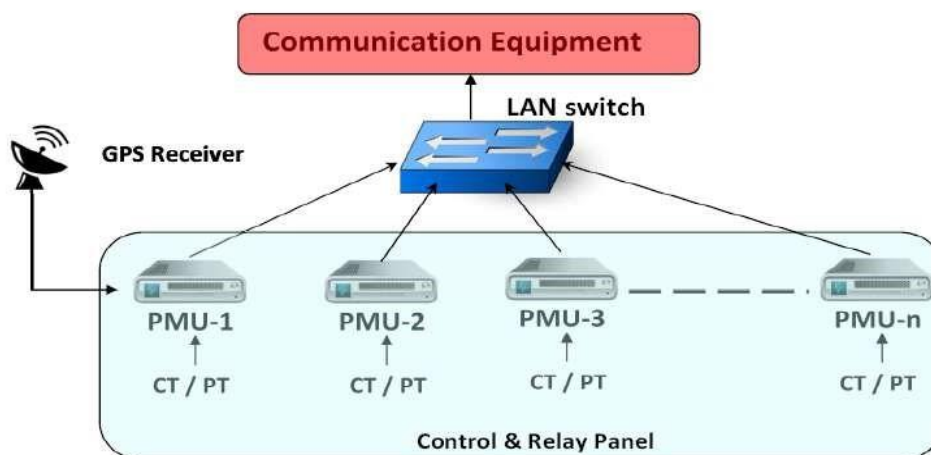 Communication Equipment
LAN switch
GPS Receiver
PMU-1
PMU-2
PMU-3
PMU-n
CT / PT
CT / PT
CT / PT
CT / PT
Control & Relay Panel